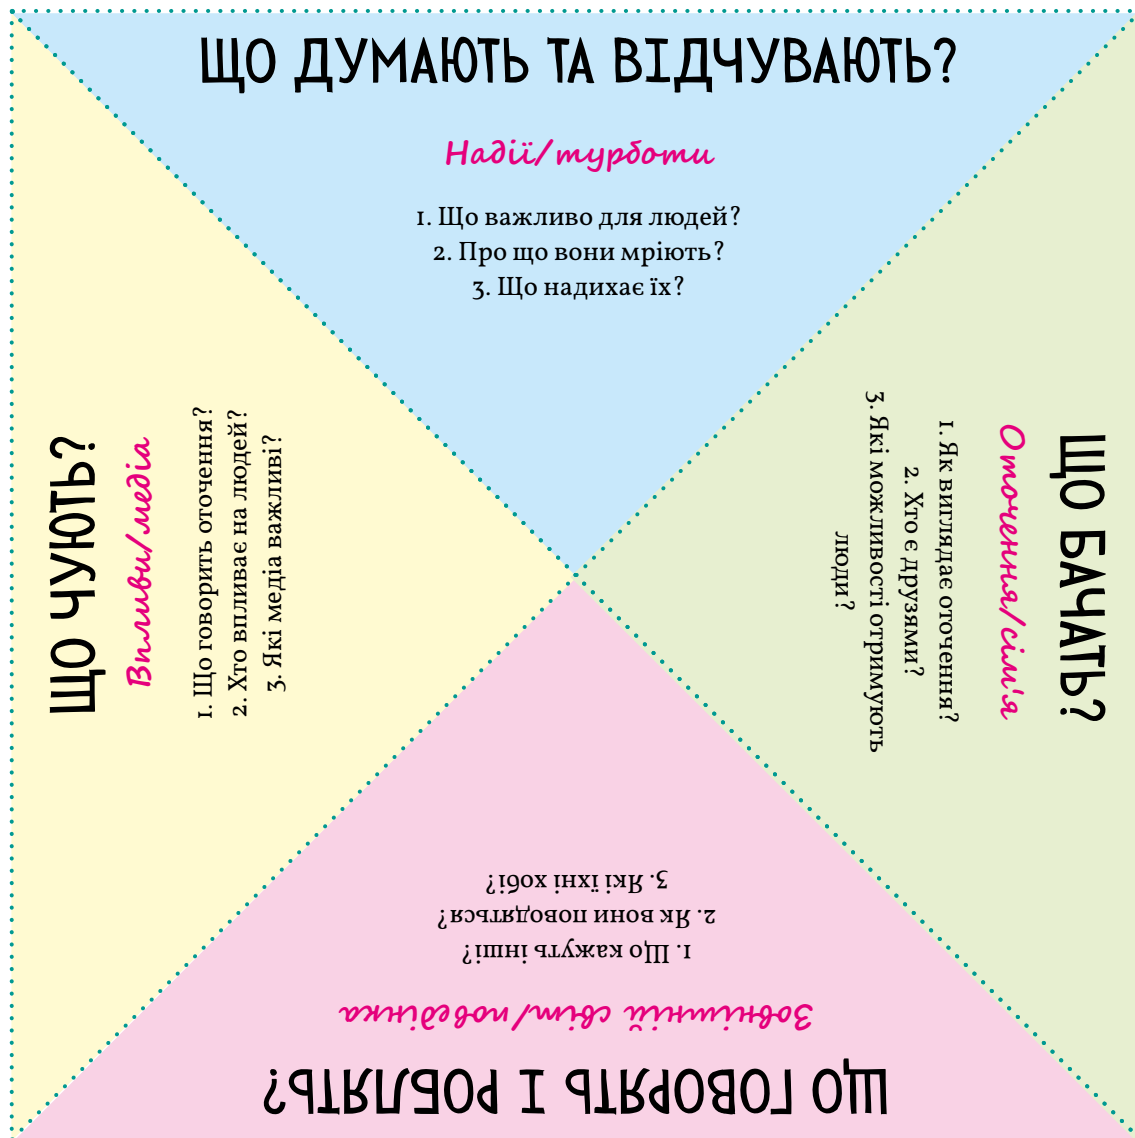 ЩО ДУМАЮТЬ ТА ВІДЧУВАЮТЬ?
Надії/турботи
1. Що важливо для людей?
2. Про що вони мріють?
3. Що надихає їх?
ЩО ЧУЮТЬ?
Впливи/медіа
1. Що говорить оточення?
2. Хто впливає на людей?
3. Які медіа важливі?
ЩО БАЧАТЬ?
Оточення/сім'я
1. Як виглядає оточення?
2. Хто є друзями?
3. Які можливості отримують
люди?
ЩО ГОВОРЯТЬ І РОБЛЯТЬ?
Зовнішній світ/поведінка
1. Що кажуть інші?
2. Як вони поводяться?
3. Які їхні хобі?